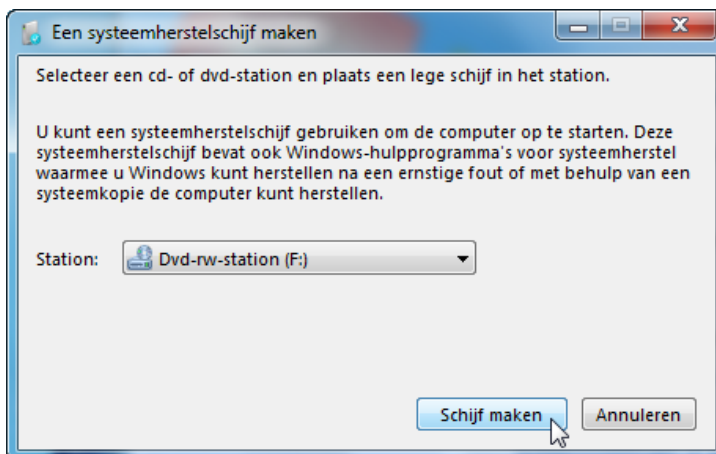 Een systeemherstelschijf maken
Selecteer een cd- of dvd-station en plaats een lege schijf in het station.
U kunt een systeemherstelschijf gebruiken om de computer op te starten. Deze
systeemherstelschijf bevat ook Windows-hulpprogramma's voor systeemherstel
waarmee u Windows kunt herstellen na een ernstige fout of met behulp van een
systeemkopie de computer kunt herstellen.
Station: Dvd-rw-station (F:)
Schijf maken Annuleren